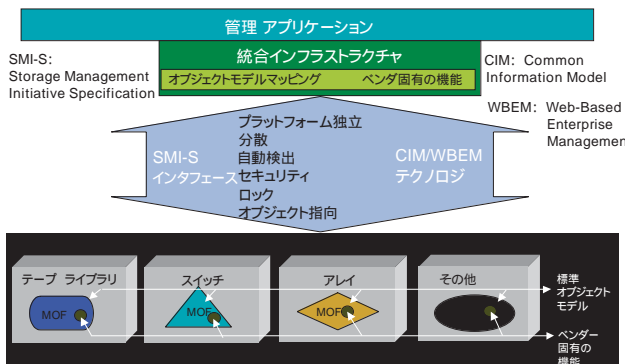 管理 アプリケーション
統合インフラストラクチャ
オブジェクトモデルマッピング ベンダ固有の機能
SMI-S:
Storage Management
Initiative Specification
CIM: Common
Information Model
WBEM: Web-Based
Enterprise
Management
プラットフォーム独立
分散
自動検出
セキュリティ
ロック
オブジェクト指向
SMI-S
インタフェース
CIM/WBEM
テクノロジ
テープ ライブラリ
スイッチ
アレイ
その他
MOF
MOF
MOF
標準
オブジェクト
モデル
ベンダー
固有の
機能